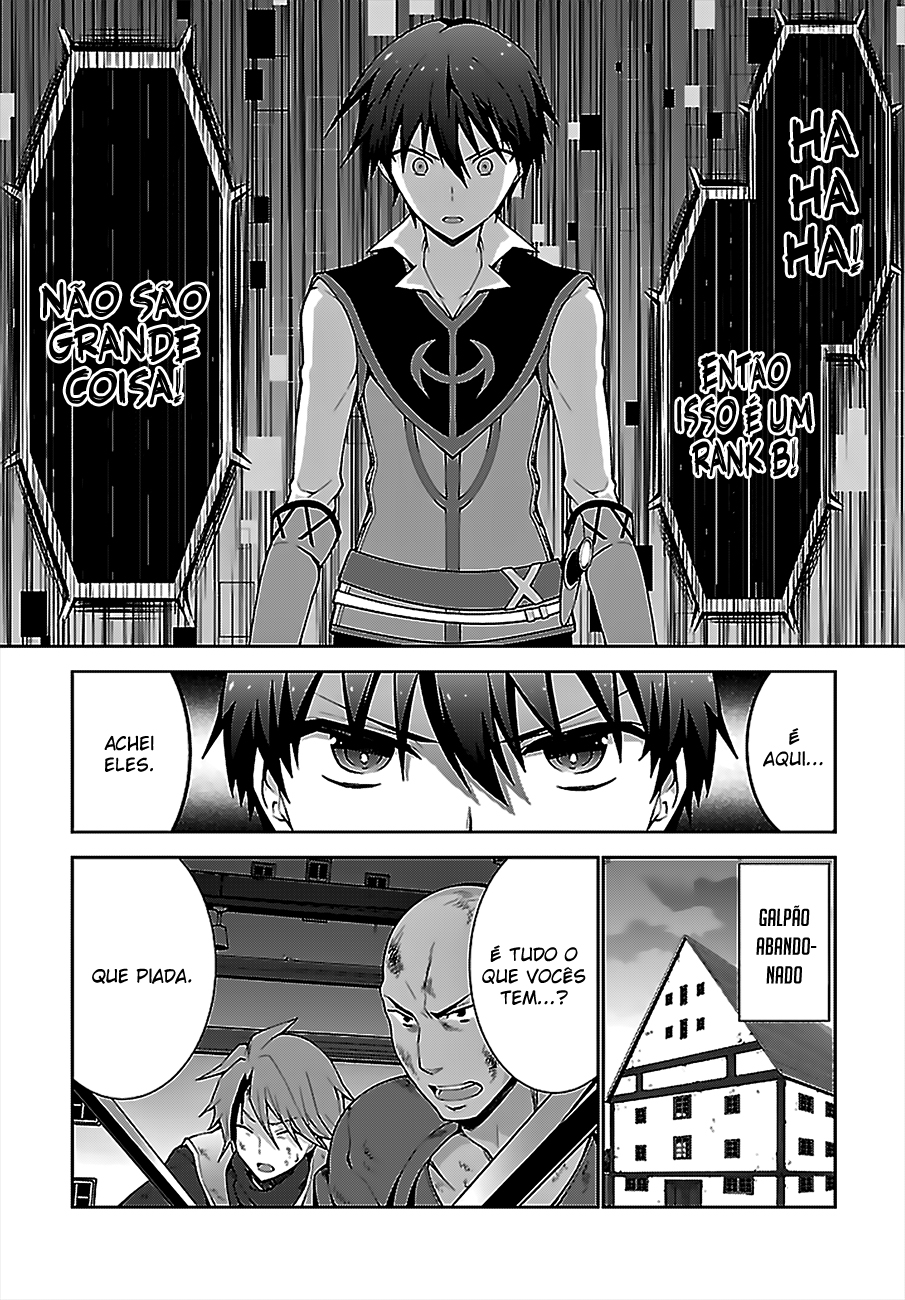 HA
HA
HA!
ENTÃO
ISSO É UM
RANK B!
NÃO SÃO
GRANDE
COISA!
É
AQUI...
ACHEI
ELES.
GALPÃO
ABANDO-
NADO
É TUDO O
QUE VOCÊS
TEM...?
QUE PIADA.